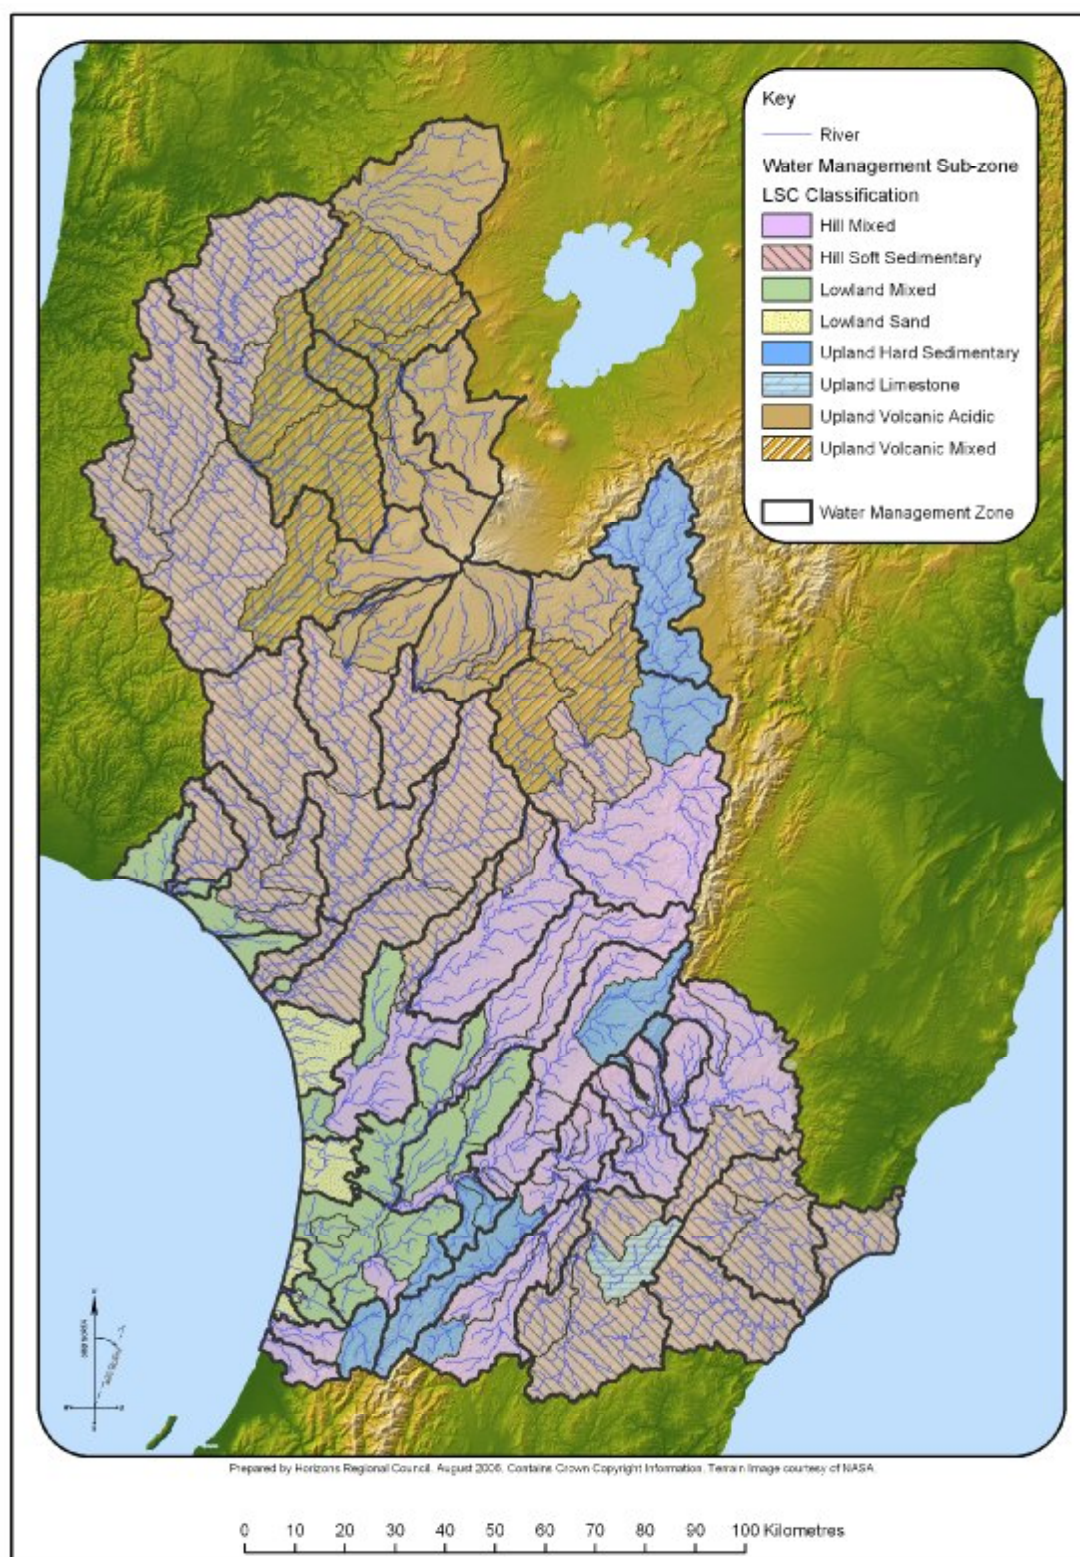 Key
River
Water Management Sub-zone
LSC Classification
Hill Mixed
Hill Soft Sedimentary
Lowland Mixed
Lowland Sand
Upland Hard Sedimentary
Upland Limestone
Upland Volcanic Acidic
Upland Volcanic Mixed
Water Management Zone
Prepared by Horizons Regional Council. August 2006. Contains Crown Copyright Information. Terrain Image courtesy of NASA.
0 10 20 30 40 50 60 70 80 90 100 Kilometres